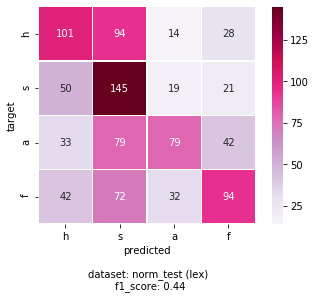 h 101 94 14 28
s 50 145 19 21
a 33 79 79 42
f 42 72 32 94
h s a f
target
predicted
125
100
75
50
25
dataset: norm_test (lex)
f1_score: 0.44